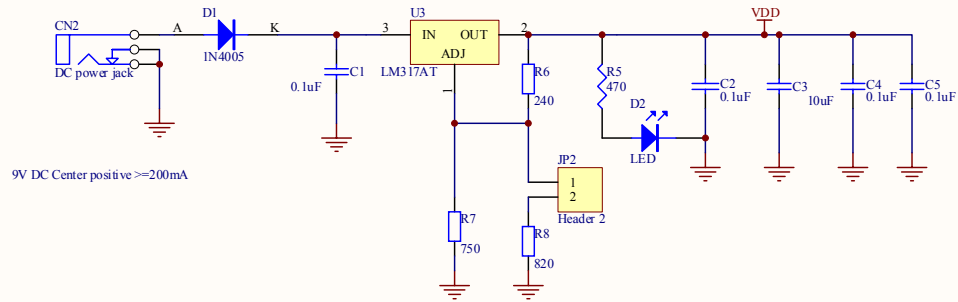 CN2
DC power jack
A
D1
K
1N4005
C1
0.1uF
U3
3
IN
OUT
2
ADJ
LM317AT
1
R6
240
R5
470
D2
LED
VDD
C2
0.1uF
C3
10uF
C4
0.1uF
C5
0.1uF
9V DC Center positive >=200mA
R7
750
JP2
1
2
Header 2
R8
820